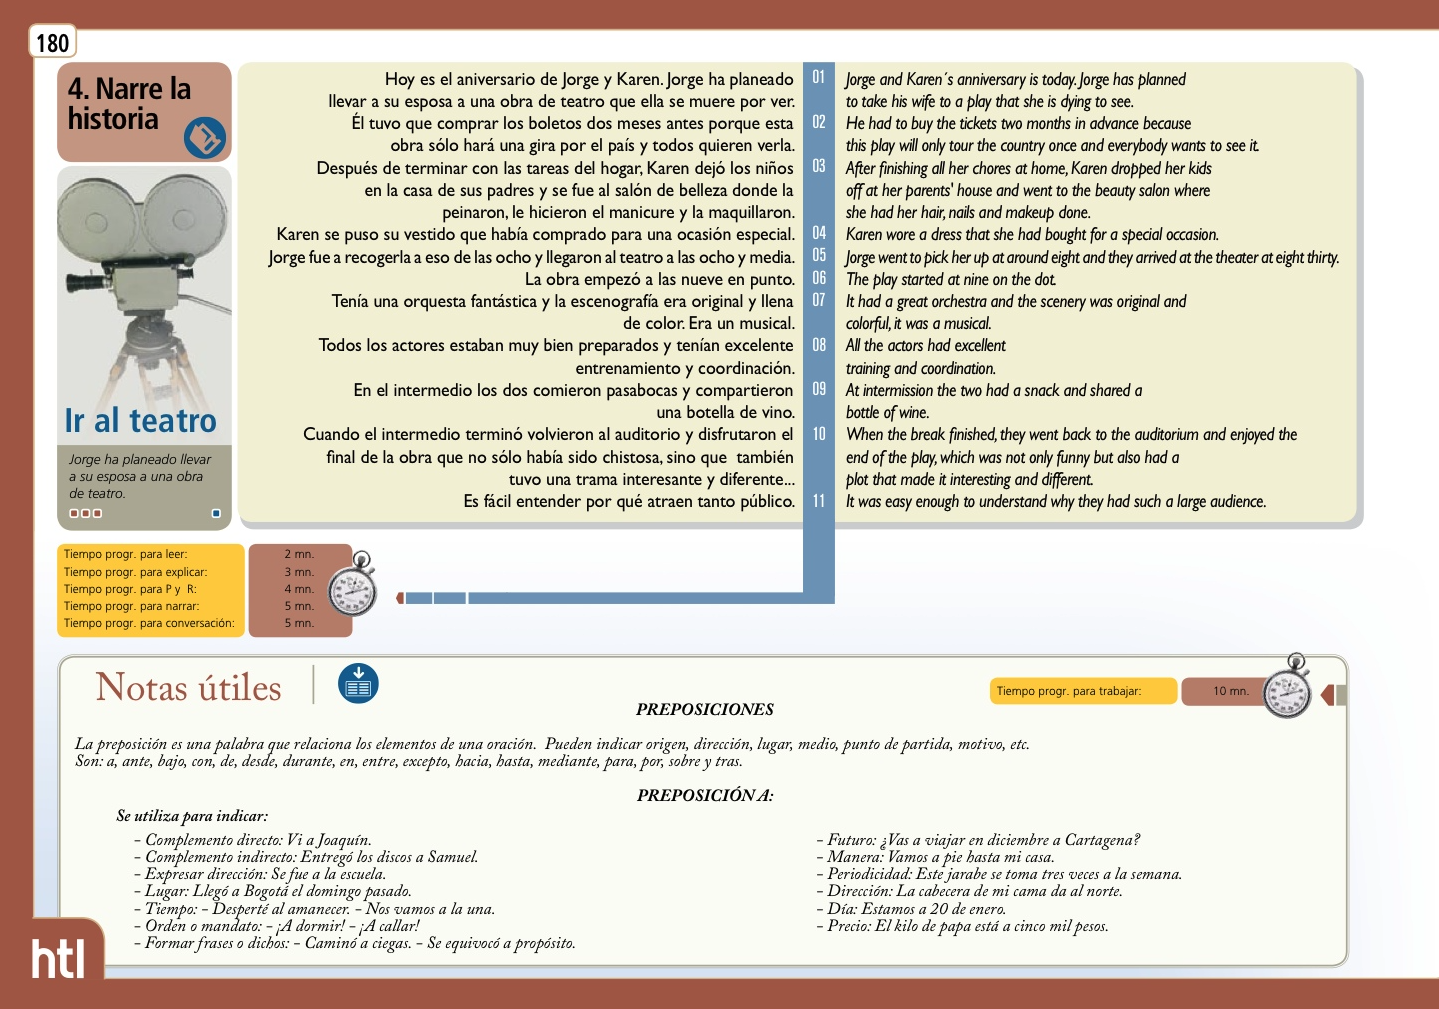 180
4. Narre la
historia
Ir al teatro
Jorge ha planeado llevar
a su esposa a una obra
de teatro.
Hoy es el aniversario de Jorge y Karen. Jorge ha planeado
llevar a su esposa a una obra de teatro que ella se muere por ver.
Él tuvo que comprar los boletos dos meses antes porque esta
obra sólo hará una gira por el país y todos quieren verla.
Después de terminar con las tareas del hogar, Karen dejó los niños
en la casa de sus padres y se fue al salón de belleza donde la
peinaron, le hicieron el manicure y la maquillaron.
Karen se puso su vestido que había comprado para una ocasión especial.
Jorge fue a recogerla a eso de las ocho y llegaron al teatro a las ocho y media.
La obra empezó a las nueve en punto.
Tenía una orquesta fantástica y la escenografía era original y llena
de color. Era un musical.
Todos los actores estaban muy bien preparados y tenían excelente
entrenamiento y coordinación.
En el intermedio los dos comieron pasabocas y compartieron
una botella de vino.
Cuando el intermedio terminó volvieron al auditorio y disfrutaron el
final de la obra que no sólo había sido chistosa, sino que también
tuvo una trama interesante y diferente...
Es fácil entender por qué atraen tanto público.
01
02
03
04
05
06
07
08
09
10
11
Jorge and Karen´s anniversary is today. Jorge has planned
to take his wife to a play that she is dying to see.
He had to buy the tickets two months in advance because
this play will only tour the country once and everybody wants to see it.
After finishing all her chores at home, Karen dropped her kids
off at her parents' house and went to the beauty salon where
she had her hair, nails and makeup done.
Karen wore a dress that she had bought for a special occasion.
Jorge went to pick her up at around eight and they arrived at the theater at eight thirty.
The play started at nine on the dot.
It had a great orchestra and the scenery was original and
colorful, it was a musical.
All the actors had excellent
training and coordination.
At intermission the two had a snack and shared a
bottle of wine.
When the break finished, they went back to the auditorium and enjoyed the
end of the play, which was not only funny but also had a
plot that made it interesting and different.
It was easy enough to understand why they had such a large audience.
Tiempo progr. para leer: 2 mn.
Tiempo progr. para explicar: 3 mn.
Tiempo progr. para P y R: 4 mn.
Tiempo progr. para narrar: 5 mn.
Tiempo progr. para conversación: 5 mn.
Notas útiles
Tiempo progr. para trabajar: 10 mn.
PREPOSICIONES
La preposición es una palabra que relaciona los elementos de una oración. Pueden indicar origen, dirección, lugar, medio, punto de partida, motivo, etc.
Son: a, ante, bajo, con, de, desde, durante, en, entre, excepto, hacia, hasta, mediante, para, por, sobre y tras.
PREPOSICIÓN A:
Se utiliza para indicar:
- Complemento directo: Vi a Joaquín.
- Complemento indirecto: Entregó los discos a Samuel.
- Expresar dirección: Se fue a la escuela.
- Lugar: Llegó a Bogotá el domingo pasado.
- Tiempo: - Desperté al amanecer. - Nos vamos a la una.
- Orden o mandato: - ¡A dormir! - ¡A callar!
- Formar frases o dichos: - Caminó a ciegas. - Se equivocó a propósito.
- Futuro: ¿Vas a viajar en diciembre a Cartagena?
- Manera: Vamos a pie hasta mi casa.
- Periodicidad: Este jarabe se toma tres veces a la semana.
- Dirección: La cabecera de mi cama da al norte.
- Día: Estamos a 20 de enero.
- Precio: El kilo de papa está a cinco mil pesos.
htl